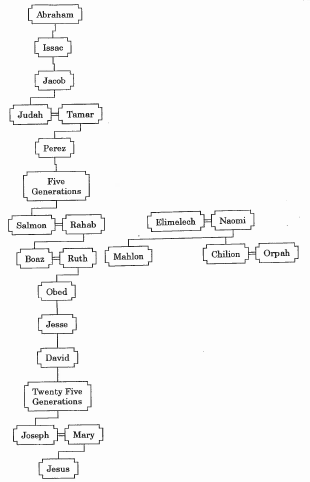 Abraham
Issac
Jacob
Judah
Tamar
Perez
Five
Generations
Salmon
Rahab
Elimelech
Naomi
Boaz
Ruth
Mahlon
Chilion
Orpah
Obed
Jesse
David
Twenty Five
Generations
Joseph
Mary
Jesus